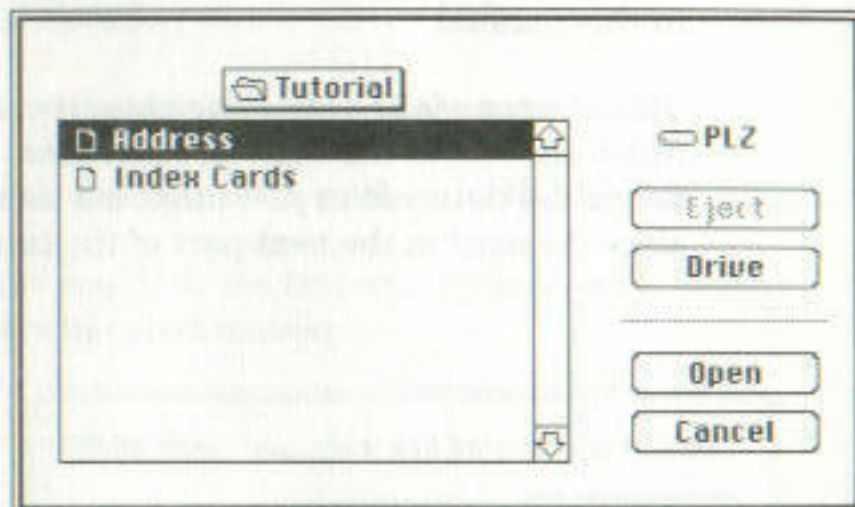 Tutorial
Address
Index Cards
PLZ
Eject
Drive
Open
Cancel